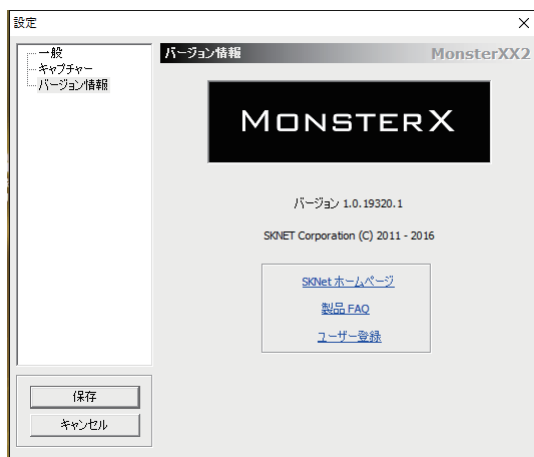 設定
一般
キャプチャー
バージョン情報
バージョン情報 MonsterXX2
MONSTERX
バージョン 1.0.19320.1
SKNET Corporation (C) 2011 - 2016
SKNet ホームページ
製品 FAQ
ユーザー登録
保存
キャンセル